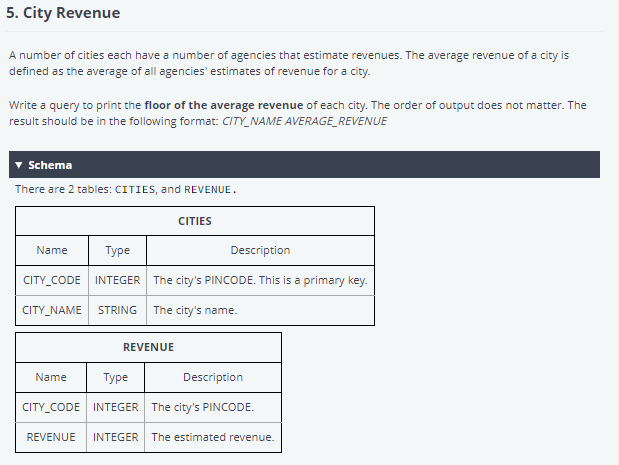 5. City Revenue
A number of cities each have a number of agencies that estimate revenues. The average revenue of a city is
defined as the average of all agencies' estimates of revenue for a city.
Write a query to print the floor of the average revenue of each city. The order of output does not matter. The
result should be in the following format: CITY_NAME AVERAGE_REVENUE
▼ Schema
There are 2 tables: CITIES, and REVENUE.
CITIES
Name Type Description
CITY_CODE INTEGER The city's PINCODE. This is a primary key.
CITY_NAME STRING The city's name.
REVENUE
Name Type Description
CITY_CODE INTEGER The city's PINCODE.
REVENUE INTEGER The estimated revenue.